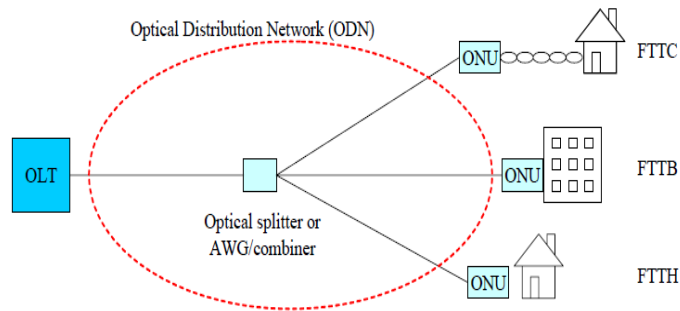 Optical Distribution Network (ODN)
ONU
FTTC
OLT
ONU
FTTB
Optical splitter or
AWG/combiner
ONU
FTTH